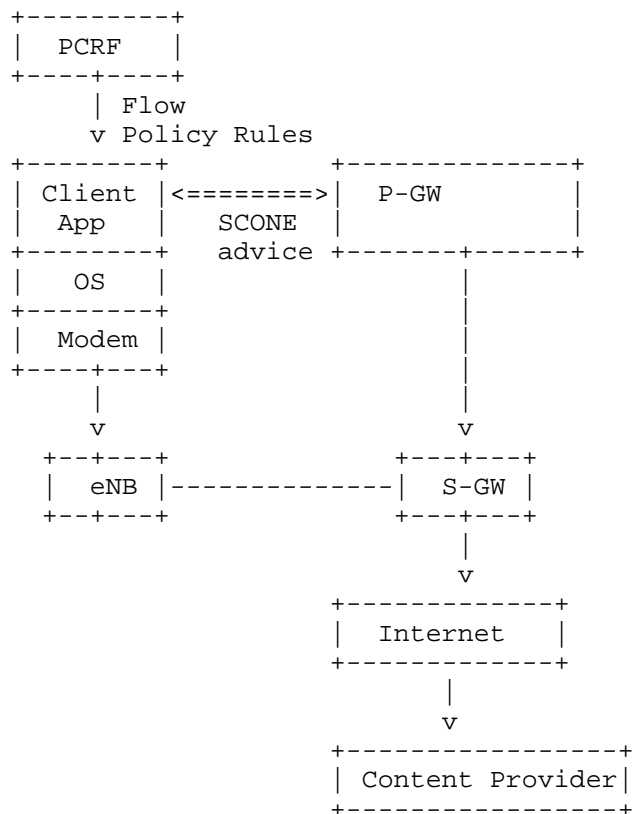 PCRF
Flow
Policy Rules
Client
P-GW
App
SCONE
advice
OS
Modem
eNB
S-GW
Internet
Content Provider